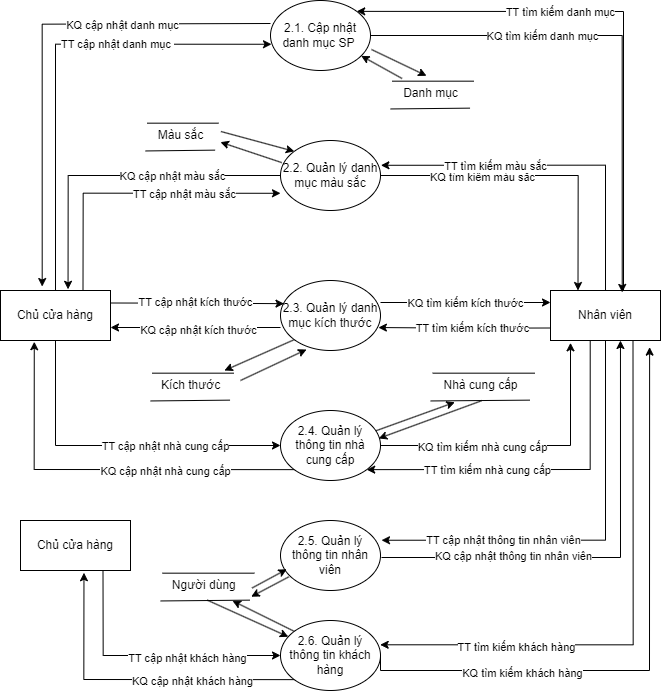 KQ cập nhật danh mục
TT cập nhật danh mục
2.1. Cập nhật
danh mục SP
TT tìm kiếm danh mục
KQ tìm kiếm danh mục
Danh mục
Màu sắc
KQ cập nhật màu sắc
TT cập nhật màu sắc
2.2. Quản lý danh
mục màu sắc
TT tìm kiếm màu sắc
KQ tìm kiếm màu sắc
Chủ cửa hàng
TT cập nhật kích thước
KQ cập nhật kích thước
2.3. Quản lý danh
mục kích thước
KQ tìm kiếm kích thước
TT tìm kiếm kích thước
Nhân viên
Kích thước
Nhà cung cấp
TT cập nhật nhà cung cấp
KQ cập nhật nhà cung cấp
2.4. Quản lý
thông tin nhà
cung cấp
KQ tìm kiếm nhà cung cấp
TT tìm kiếm nhà cung cấp
Chủ cửa hàng
2.5. Quản lý
thông tin nhân
viên
TT cập nhật thông tin nhân viên
KQ cập nhật thông tin nhân viên
Người dùng
TT cập nhật khách hàng
KQ cập nhật khách hàng
2.6. Quản lý
thông tin khách
hàng
TT tìm kiếm khách hàng
KQ tìm kiếm khách hàng